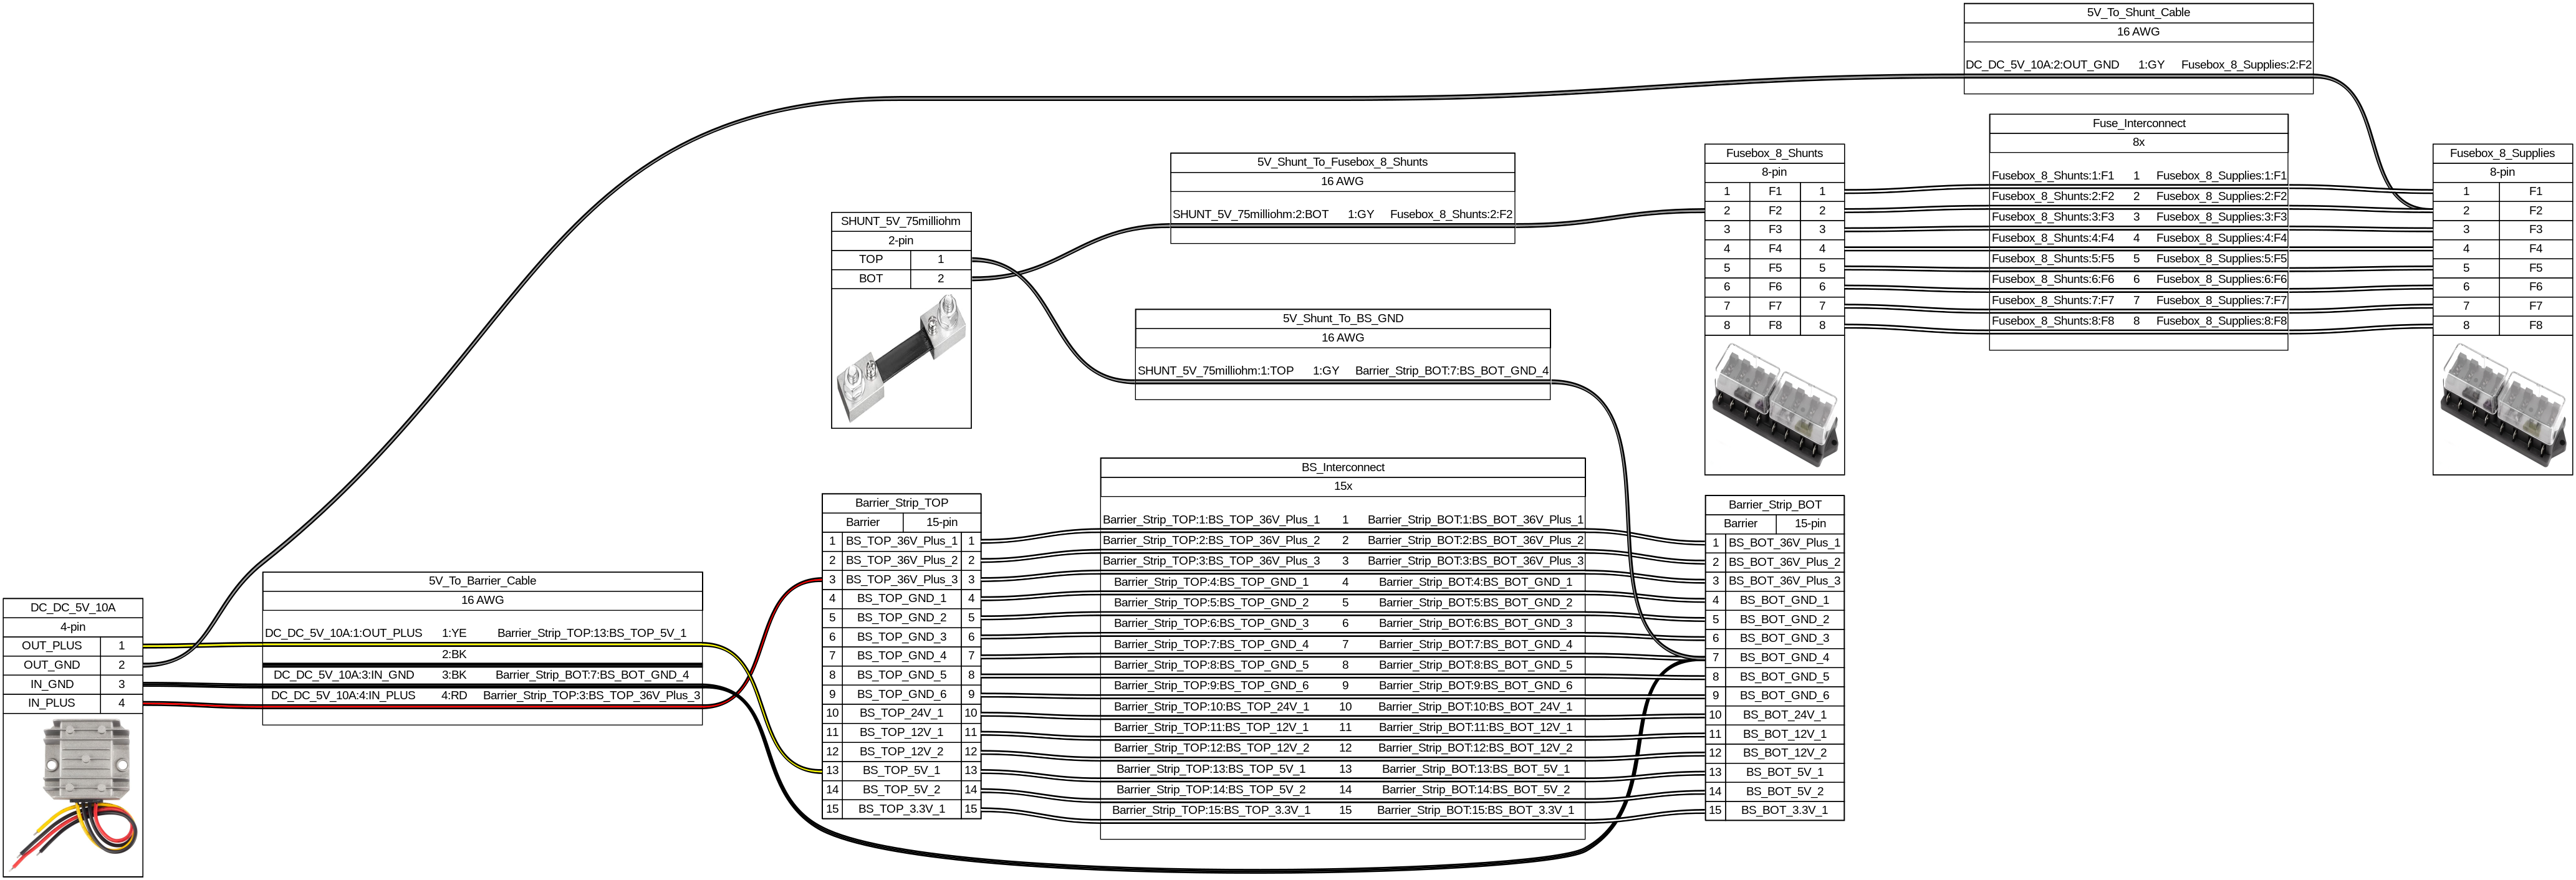 5V_To_Shunt_Cable
16 AWG
DC_DC_5V_10A:2:OUT_GND 1:GY Fusebox_8_Supplies:2:F2
Fuse_Interconnect
8x
Fusebox_8_Shunts:1:F1 1 Fusebox_8_Supplies:1:F1
Fusebox_8_Shunts:2:F2 2 Fusebox_8_Supplies:2:F2
Fusebox_8_Shunts:3:F3 3 Fusebox_8_Supplies:3:F3
Fusebox_8_Shunts:4:F4 4 Fusebox_8_Supplies:4:F4
Fusebox_8_Shunts:5:F5 5 Fusebox_8_Supplies:5:F5
Fusebox_8_Shunts:6:F6 6 Fusebox_8_Supplies:6:F6
Fusebox_8_Shunts:7:F7 7 Fusebox_8_Supplies:7:F7
Fusebox_8_Shunts:8:F8 8 Fusebox_8_Supplies:8:F8
Fusebox_8_Shunts
8-pin
1 F1 1
2 F2 2
3 F3 3
4 F4 4
5 F5 5
6 F6 6
7 F7 7
8 F8 8
Fusebox_8_Supplies
8-pin
1 F1
2 F2
3 F3
4 F4
5 F5
6 F6
7 F7
8 F8
5V_Shunt_To_Fusebox_8_Shunts
16 AWG
SHUNT_5V_75milliohm:2:BOT 1:GY Fusebox_8_Shunts:2:F2
SHUNT_5V_75milliohm
2-pin
TOP 1
BOT 2
5V_Shunt_To_BS_GND
16 AWG
SHUNT_5V_75milliohm:1:TOP 1:GY Barrier_Strip_BOT:7:BS_BOT_GND_4
BS_Interconnect
15x
Barrier_Strip_TOP:1:BS_TOP_36V_Plus_1 1 Barrier_Strip_BOT:1:BS_BOT_36V_Plus_1
Barrier_Strip_TOP:2:BS_TOP_36V_Plus_2 2 Barrier_Strip_BOT:2:BS_BOT_36V_Plus_2
Barrier_Strip_TOP:3:BS_TOP_36V_Plus_3 3 Barrier_Strip_BOT:3:BS_BOT_36V_Plus_3
Barrier_Strip_TOP:4:BS_TOP_GND_1 4 Barrier_Strip_BOT:4:BS_BOT_GND_1
Barrier_Strip_TOP:5:BS_TOP_GND_2 5 Barrier_Strip_BOT:5:BS_BOT_GND_2
Barrier_Strip_TOP:6:BS_TOP_GND_3 6 Barrier_Strip_BOT:6:BS_BOT_GND_3
Barrier_Strip_TOP:7:BS_TOP_GND_4 7 Barrier_Strip_BOT:7:BS_BOT_GND_4
Barrier_Strip_TOP:8:BS_TOP_GND_5 8 Barrier_Strip_BOT:8:BS_BOT_GND_5
Barrier_Strip_TOP:9:BS_TOP_GND_6 9 Barrier_Strip_BOT:9:BS_BOT_GND_6
Barrier_Strip_TOP:10:BS_TOP_24V_1 10 Barrier_Strip_BOT:10:BS_BOT_24V_1
Barrier_Strip_TOP:11:BS_TOP_12V_1 11 Barrier_Strip_BOT:11:BS_BOT_12V_1
Barrier_Strip_TOP:12:BS_TOP_12V_2 12 Barrier_Strip_BOT:12:BS_BOT_12V_2
Barrier_Strip_TOP:13:BS_TOP_5V_1 13 Barrier_Strip_BOT:13:BS_BOT_5V_1
Barrier_Strip_TOP:14:BS_TOP_5V_2 14 Barrier_Strip_BOT:14:BS_BOT_5V_2
Barrier_Strip_TOP:15:BS_TOP_3.3V_1 15 Barrier_Strip_BOT:15:BS_BOT_3.3V_1
Barrier_Strip_TOP
Barrier 15-pin
1 BS_TOP_36V_Plus_1 1
2 BS_TOP_36V_Plus_2 2
3 BS_TOP_36V_Plus_3 3
4 BS_TOP_GND_1 4
5 BS_TOP_GND_2 5
6 BS_TOP_GND_3 6
7 BS_TOP_GND_4 7
8 BS_TOP_GND_5 8
9 BS_TOP_GND_6 9
10 BS_TOP_24V_1 10
11 BS_TOP_12V_1 11
12 BS_TOP_12V_2 12
13 BS_TOP_5V_1 13
14 BS_TOP_5V_2 14
15 BS_TOP_3.3V_1 15
Barrier_Strip_BOT
Barrier 15-pin
1 BS_BOT_36V_Plus_1
2 BS_BOT_36V_Plus_2
3 BS_BOT_36V_Plus_3
4 BS_BOT_GND_1
5 BS_BOT_GND_2
6 BS_BOT_GND_3
7 BS_BOT_GND_4
8 BS_BOT_GND_5
9 BS_BOT_GND_6
10 BS_BOT_24V_1
11 BS_BOT_12V_1
12 BS_BOT_12V_2
13 BS_BOT_5V_1
14 BS_BOT_5V_2
15 BS_BOT_3.3V_1
5V_To_Barrier_Cable
16 AWG
DC_DC_5V_10A:1:OUT_PLUS 1:YE Barrier_Strip_TOP:13:BS_TOP_5V_1
2:BK
DC_DC_5V_10A:3:IN_GND 3:BK Barrier_Strip_BOT:7:BS_BOT_GND_4
DC_DC_5V_10A:4:IN_PLUS 4:RD Barrier_Strip_TOP:3:BS_TOP_36V_Plus_3
DC_DC_5V_10A
4-pin
OUT_PLUS 1
OUT_GND 2
IN_GND 3
IN_PLUS 4